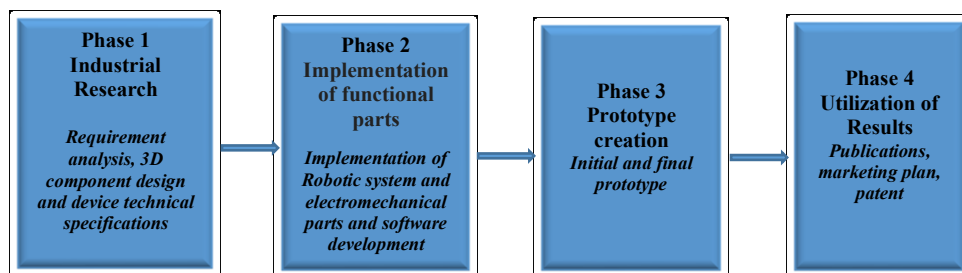 Phase 1
Industrial
Research
Requirement
analysis, 3D
component design
and device technical
specifications
Phase 2
Implementation
of functional
parts
Implementation of
Robotic system and
electromechanical
parts and software
development
Phase 3
Prototype
creation
Initial and final
prototype
Phase 4
Utilization of
Results
Publications,
marketing plan,
patent